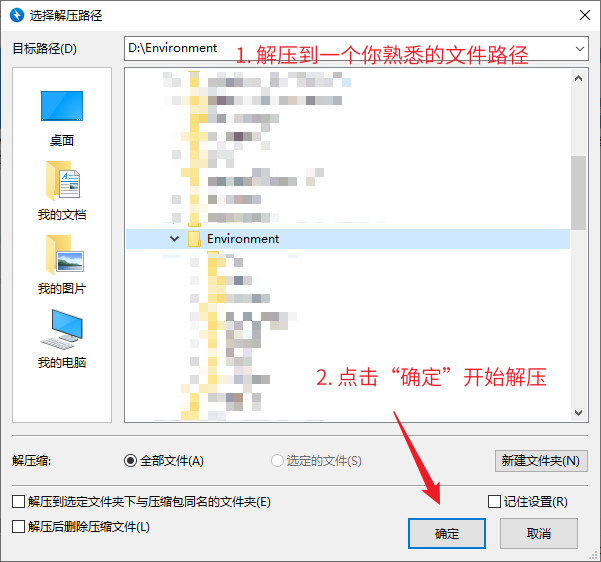 选择解压路径
目标路径(D)
D:\Environment
1. 解压到一个你熟悉的文件路径
桌面
我的文档
Environment
我的图片
我的电脑
2. 点击“确定”开始解压
解压缩:
全部文件(A)
选定的文件(S)
新建文件夹(N)
解压到选定文件夹下与压缩包同名的文件夹(E)
记住设置(R)
解压后删除压缩文件(L)
确定
取消